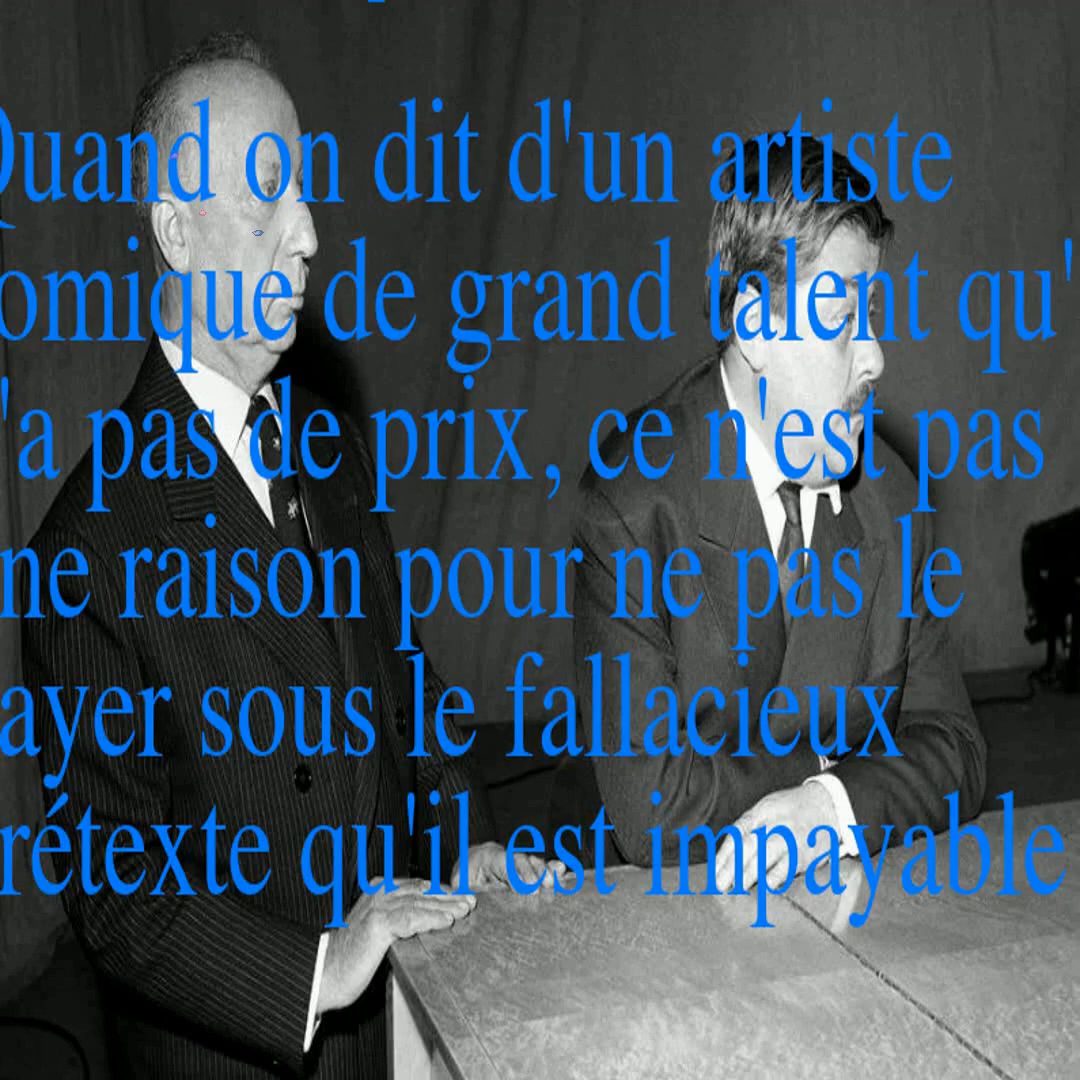 Quand on dit d'un artiste
omique de grand talent qu'
'a pas de prix, ce n'est pas
ne raison pour ne pas le
ayer sous le fallacieux
rétexte qu'il est impayable